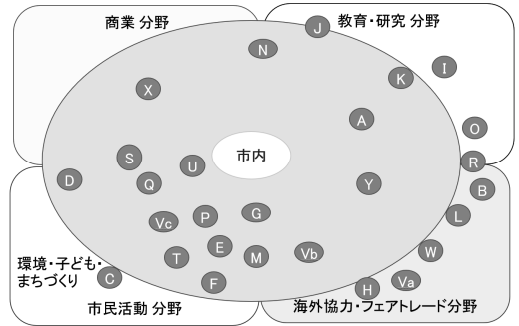 商業 分野
教育・研究 分野
J
N
I
K
X
A
O
市内
S
R
U
D
Q
Y
B
Vc
P
G
L
E
W
T
M
Vb
環境・子ども・
まちづくり
C
F
H
Va
市民活動 分野
海外協力・フェアトレード分野